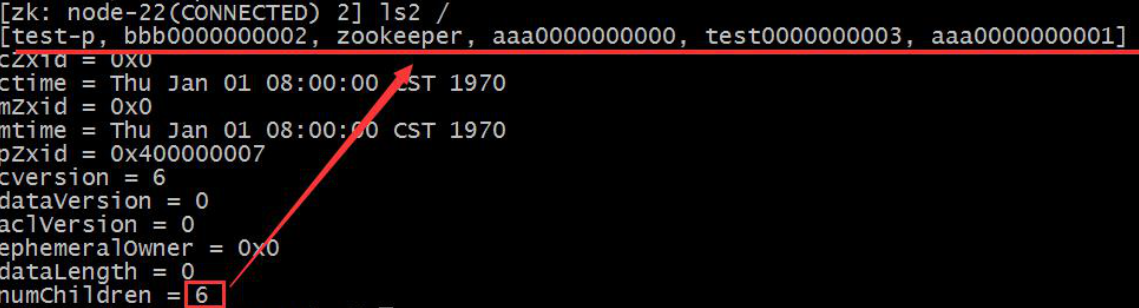 [zk: node-22(CONNECTED) 2] ls2 /
[test-p, bbb0000000002, zookeeper, aaa0000000000, test0000000003, aaa0000000001]
cZxid = 0x0
ctime = Thu Jan 01 08:00:00 CST 1970
mZxid = 0x0
mtime = Thu Jan 01 08:00:00 CST 1970
pZxid = 0x400000007
cversion = 6
dataVersion = 0
aclVersion = 0
ephemeralOwner = 0x0
dataLength = 0
numChildren = 6